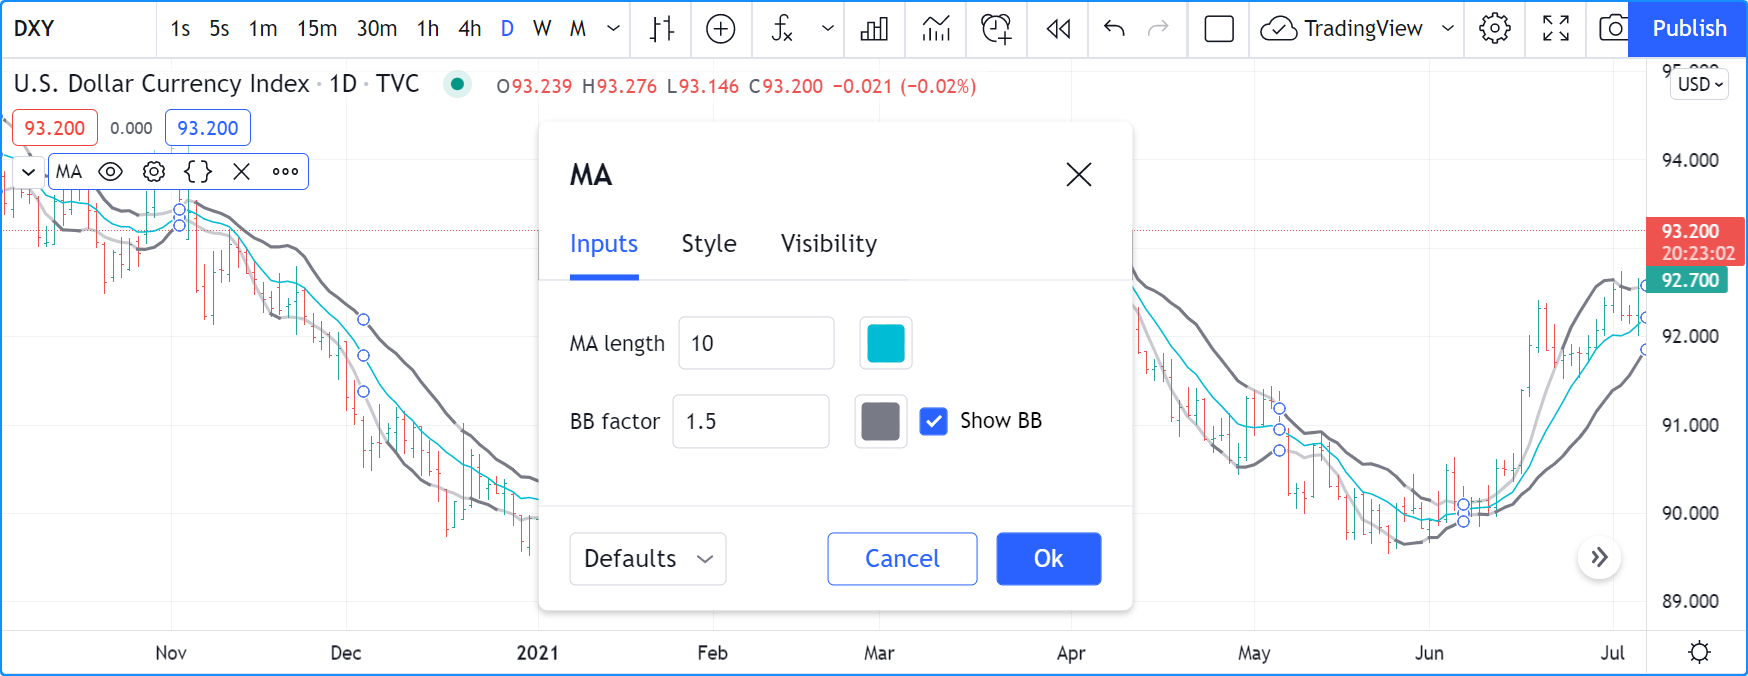 DXY 1s 5s 1m 15m 30m 1h 4h D W M TradingView Publish
U.S. Dollar Currency Index · 1D · TVC O93.239 H93.276 L93.146 C93.200 −0.021 (−0.02%)
USD
93.200 0.000 93.200
MA
MA
Inputs Style Visibility
MA length 10
BB factor 1.5 Show BB
Defaults Cancel Ok
95.000
94.000
93.200
20:23:02
92.700
92.000
91.000
90.000
89.000
Nov Dec 2021 Feb Mar Apr May Jun Jul